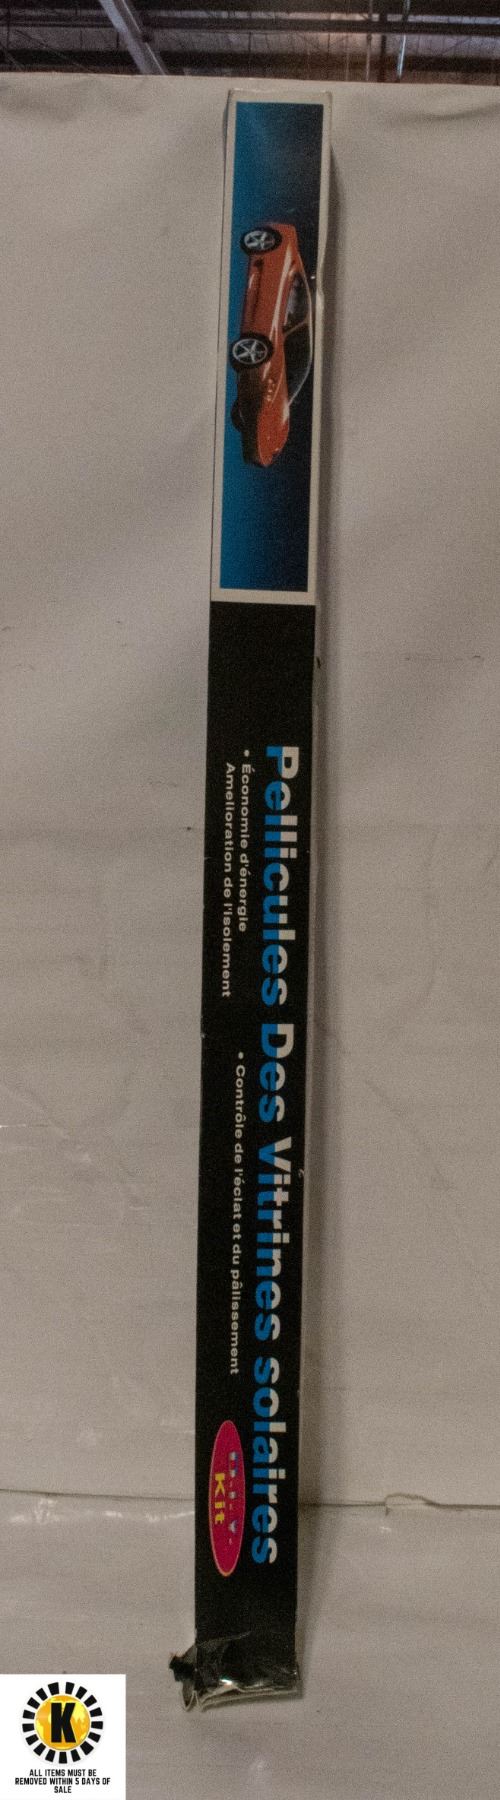 Pellicules Des Vitrines solaires
• Économie d'énergie
Amelioration de l'isolement
• Contrôle de l'éclat et du pâlissement
Kit
K
ALL ITEMS MUST BE
REMOVED WITHIN 5 DAYS OF
SALE